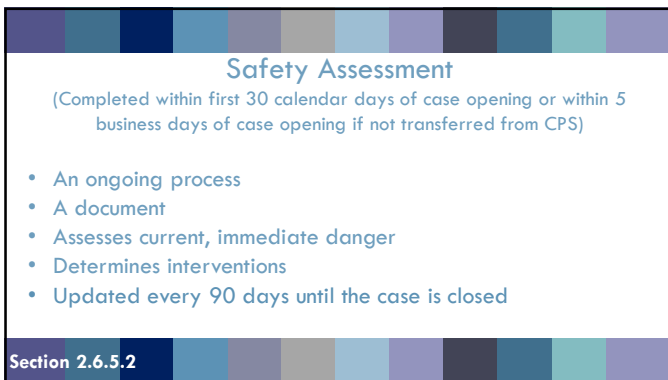 Safety Assessment
(Completed within first 30 calendar days of case opening or within 5
business days of case opening if not transferred from CPS)
• An ongoing process
• A document
• Assesses current, immediate danger
• Determines interventions
• Updated every 90 days until the case is closed
Section 2.6.5.2